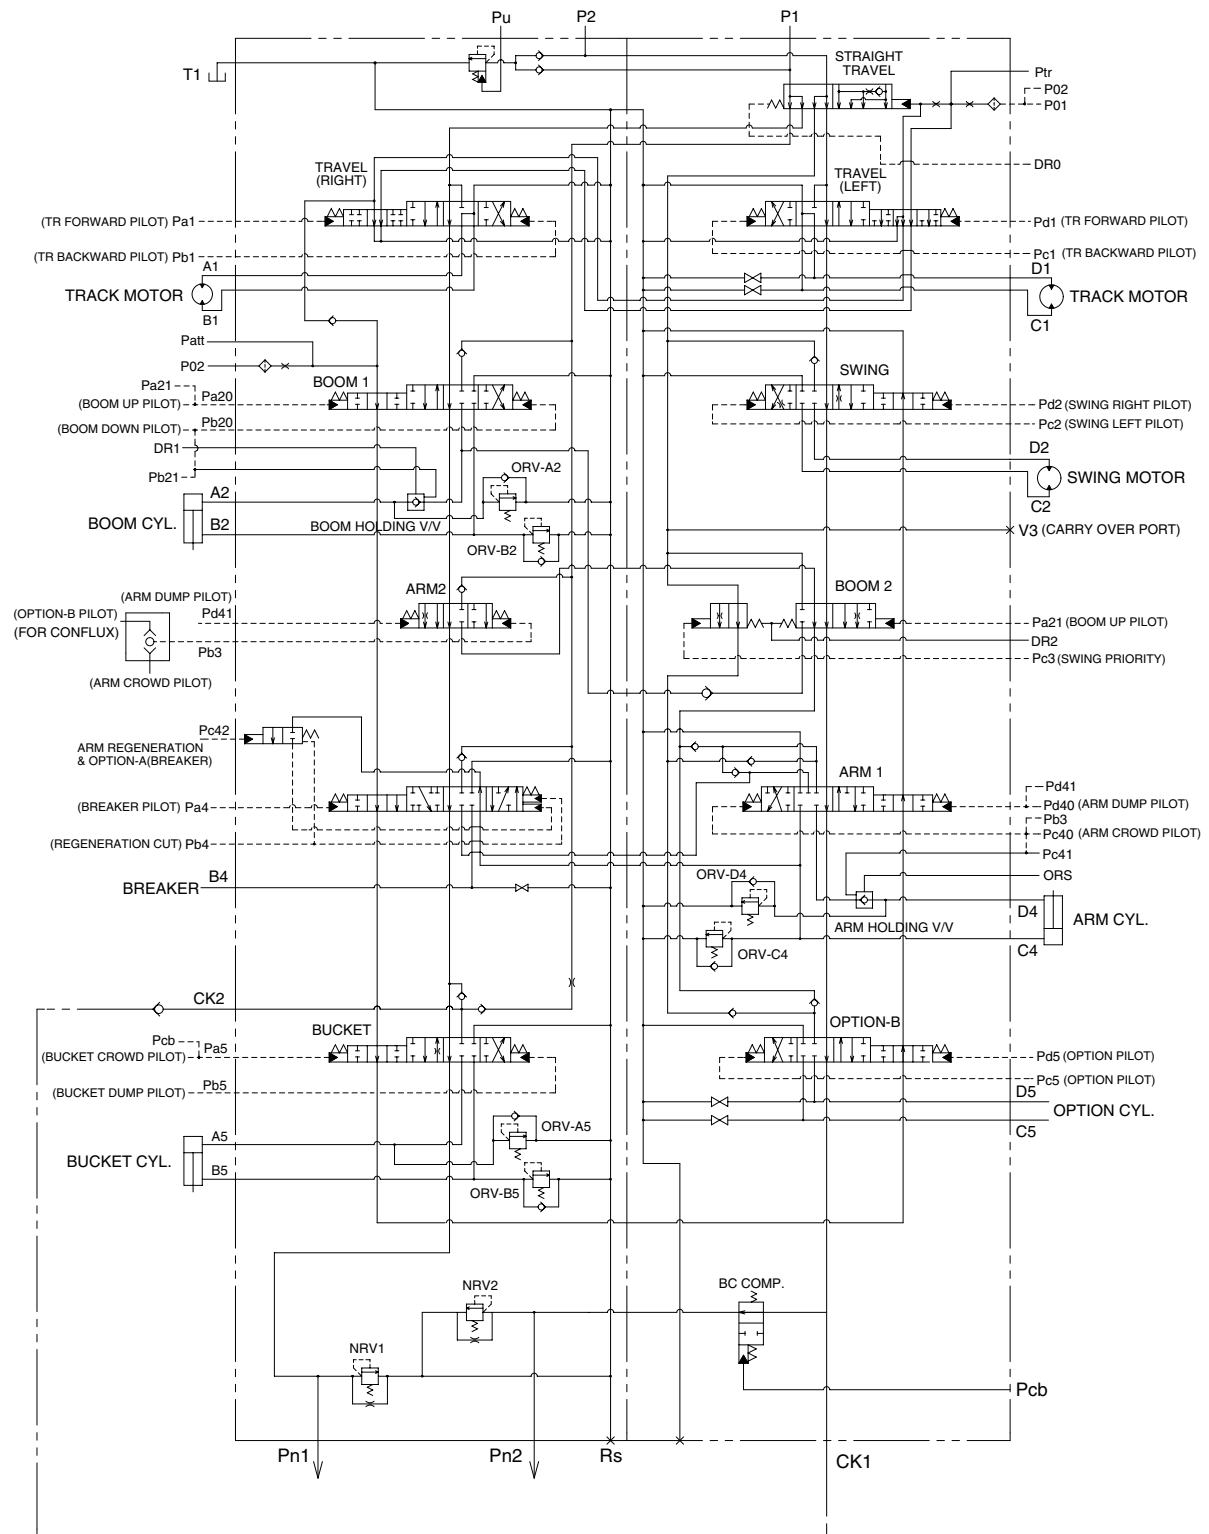 Pu
P2
P1
T1
STRAIGHT
TRAVEL
Ptr
P02
P01
DR0
TRAVEL
(RIGHT)
TRAVEL
(LEFT)
(TR FORWARD PILOT) Pa1
Pd1 (TR FORWARD PILOT)
(TR BACKWARD PILOT) Pb1
Pc1 (TR BACKWARD PILOT)
A1
D1
TRACK MOTOR
TRACK MOTOR
B1
C1
Patt
P02
BOOM 1
SWING
Pa21
(BOOM UP PILOT)
Pa20
Pd2 (SWING RIGHT PILOT)
(BOOM DOWN PILOT)
Pb20
Pc2 (SWING LEFT PILOT)
DR1
D2
Pb21
ORV-A2
SWING MOTOR
A2
BOOM CYL.
B2
BOOM HOLDING V/V
C2
V3 (CARRY OVER PORT)
ORV-B2
ARM2
BOOM 2
(ARM DUMP PILOT)
(OPTION-B PILOT)
Pd41
(FOR CONFLUX)
Pa21 (BOOM UP PILOT)
DR2
Pb3
Pc3 (SWING PRIORITY)
(ARM CROWD PILOT)
Pc42
ARM REGENERATION
& OPTION-A(BREAKER)
ARM 1
Pd41
(BREAKER PILOT) Pa4
Pd40 (ARM DUMP PILOT)
Pb3
(REGENERATION CUT) Pb4
Pc40 (ARM CROWD PILOT)
Pc41
ORV-D4
ORS
BREAKER
B4
D4
ARM CYL.
ARM HOLDING V/V
C4
ORV-C4
CK2
BUCKET
OPTION-B
Pcb
(BUCKET CROWD PILOT)
Pa5
Pd5 (OPTION PILOT)
(BUCKET DUMP PILOT)
Pb5
Pc5 (OPTION PILOT)
D5
OPTION CYL.
C5
A5
ORV-A5
BUCKET CYL.
B5
ORV-B5
NRV2
BC COMP.
NRV1
Pcb
Pn1
Pn2
Rs
CK1